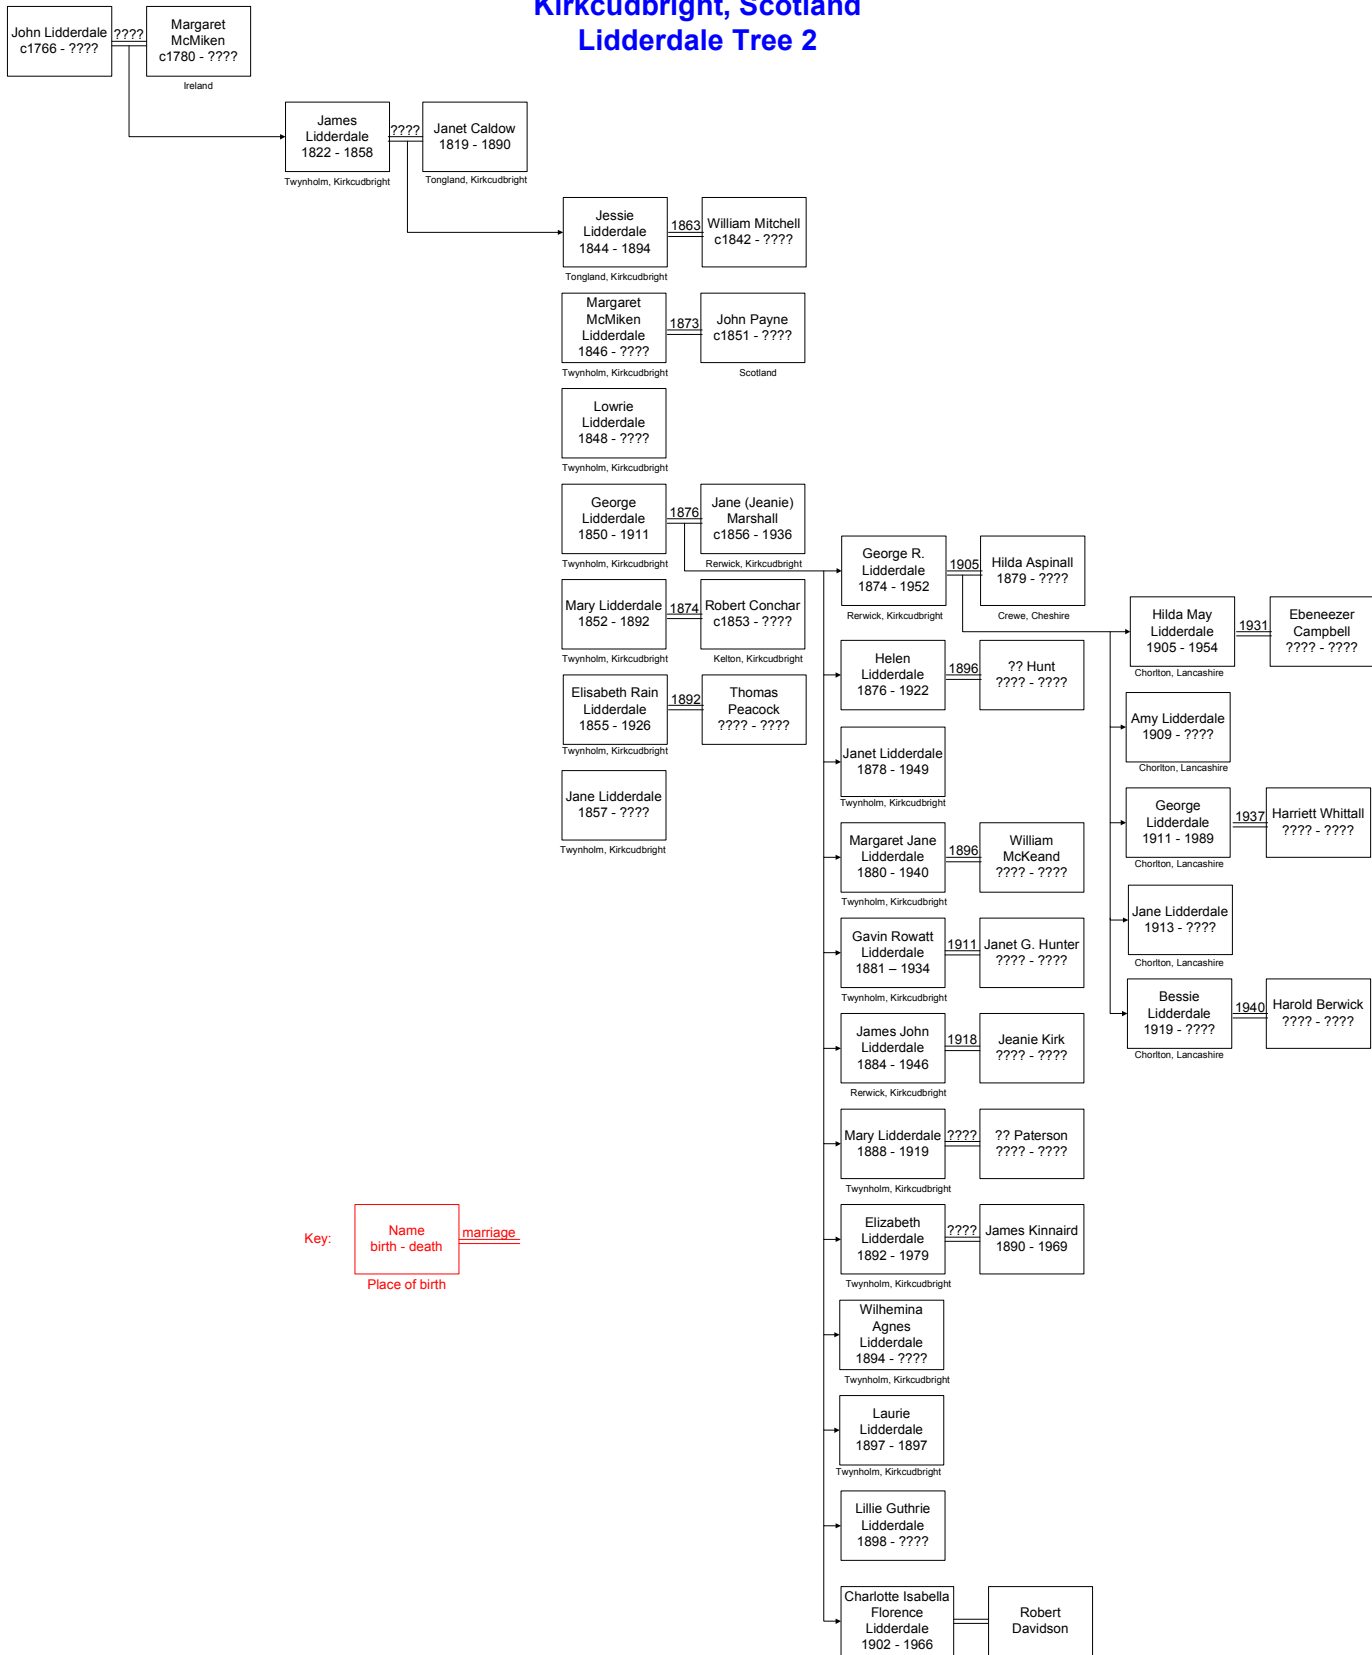 Kirkcudbright, Scotland
Lidderdale Tree 2
John Lidderdale
c1766 - ????
????
Margaret
McMiken
c1780 - ????
Ireland
James
Lidderdale
1822 - 1858
Twynholm, Kirkcudbright
????
Janet Caldow
1819 - 1890
Tongland, Kirkcudbright
Jessie
Lidderdale
1844 - 1894
Tongland, Kirkcudbright
1863
William Mitchell
c1842 - ????
Margaret
McMiken
Lidderdale
1846 - ????
Twynholm, Kirkcudbright
1873
John Payne
c1851 - ????
Scotland
Lowrie
Lidderdale
1848 - ????
Twynholm, Kirkcudbright
George
Lidderdale
1850 - 1911
Twynholm, Kirkcudbright
1876
Jane (Jeanie)
Marshall
c1856 - 1936
Rerwick, Kirkcudbright
Mary Lidderdale
1852 - 1892
Twynholm, Kirkcudbright
1874
Robert Conchar
c1853 - ????
Kelton, Kirkcudbright
Elisabeth Rain
Lidderdale
1855 - 1926
Twynholm, Kirkcudbright
1892
Thomas
Peacock
???? - ????
Jane Lidderdale
1857 - ????
Twynholm, Kirkcudbright
George R.
Lidderdale
1874 - 1952
Rerwick, Kirkcudbright
1905
Hilda Aspinall
1879 - ????
Crewe, Cheshire
Helen
Lidderdale
1876 - 1922
1896
?? Hunt
???? - ????
Janet Lidderdale
1878 - 1949
Twynholm, Kirkcudbright
Margaret Jane
Lidderdale
1880 - 1940
Twynholm, Kirkcudbright
1896
William
McKeand
???? - ????
Gavin Rowatt
Lidderdale
1881 – 1934
Twynholm, Kirkcudbright
1911
Janet G. Hunter
???? - ????
James John
Lidderdale
1884 - 1946
Rerwick, Kirkcudbright
1918
Jeanie Kirk
???? - ????
Mary Lidderdale
1888 - 1919
Twynholm, Kirkcudbright
????
?? Paterson
???? - ????
Elizabeth
Lidderdale
1892 - 1979
Twynholm, Kirkcudbright
????
James Kinnaird
1890 - 1969
Wilhemina
Agnes
Lidderdale
1894 - ????
Twynholm, Kirkcudbright
Laurie
Lidderdale
1897 - 1897
Twynholm, Kirkcudbright
Lillie Guthrie
Lidderdale
1898 - ????
Charlotte Isabella
Florence
Lidderdale
1902 - 1966
Robert
Davidson
Hilda May
Lidderdale
1905 - 1954
Chorlton, Lancashire
1931
Ebeneezer
Campbell
???? - ????
Amy Lidderdale
1909 - ????
Chorlton, Lancashire
George
Lidderdale
1911 - 1989
Chorlton, Lancashire
1937
Harriett Whittall
???? - ????
Jane Lidderdale
1913 - ????
Chorlton, Lancashire
Bessie
Lidderdale
1919 - ????
Chorlton, Lancashire
1940
Harold Berwick
???? - ????
Key:
Name
birth - death
marriage
Place of birth